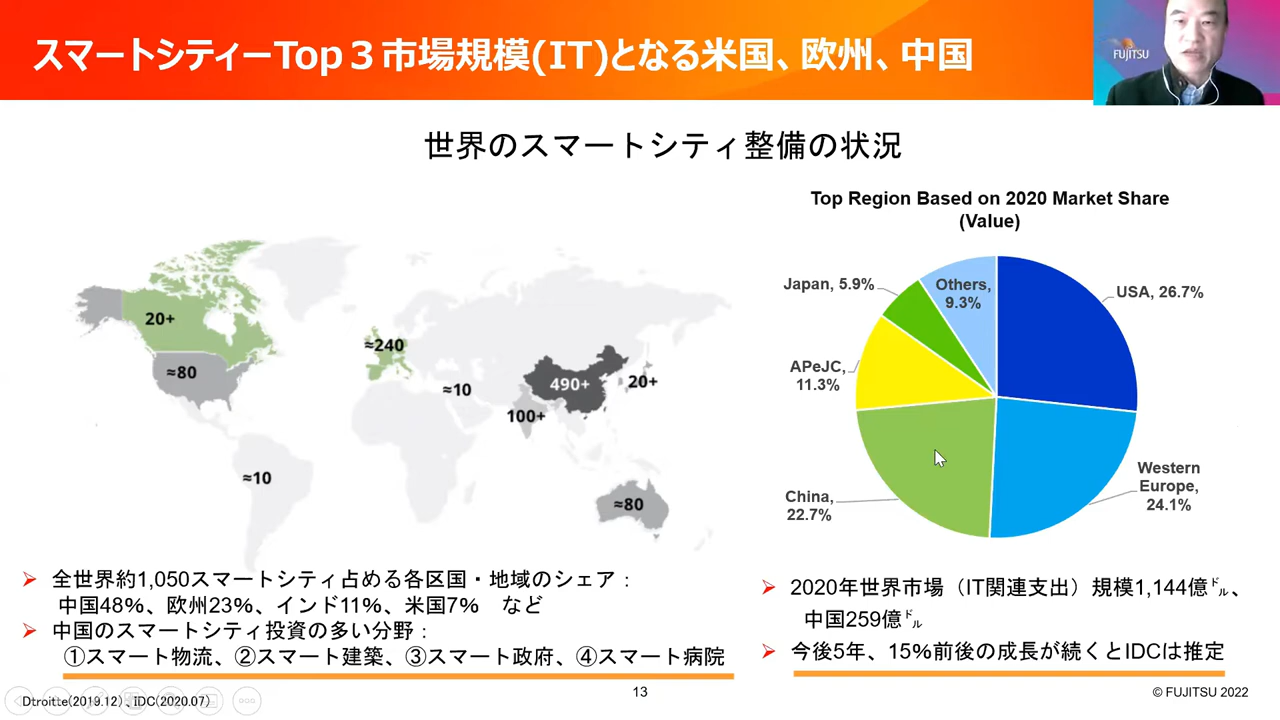 スマートシティーTop３市場規模(IT)となる米国、欧州、中国
FUJITSU
世界のスマートシティ整備の状況
20+
≈80
≈240
≈10
490+
20+
100+
≈10
≈80
Top Region Based on 2020 Market Share
(Value)
Japan, 5.9%
Others,
9.3%
USA, 26.7%
APeJC,
11.3%
China,
22.7%
Western
Europe,
24.1%
➢ 全世界約1,050スマートシティ占める各区国・地域のシェア：
中国48%、欧州23%、インド11%、米国7% など
➢ 中国のスマートシティ投資の多い分野：
①スマート物流、②スマート建築、③スマート政府、④スマート病院
➢ 2020年世界市場（IT関連支出）規模1,144億㌦、
中国259億㌦
➢ 今後5年、15%前後の成長が続くとIDCは推定
Dtroitte(2019.12)、IDC(2020.07)
13
© FUJITSU 2022